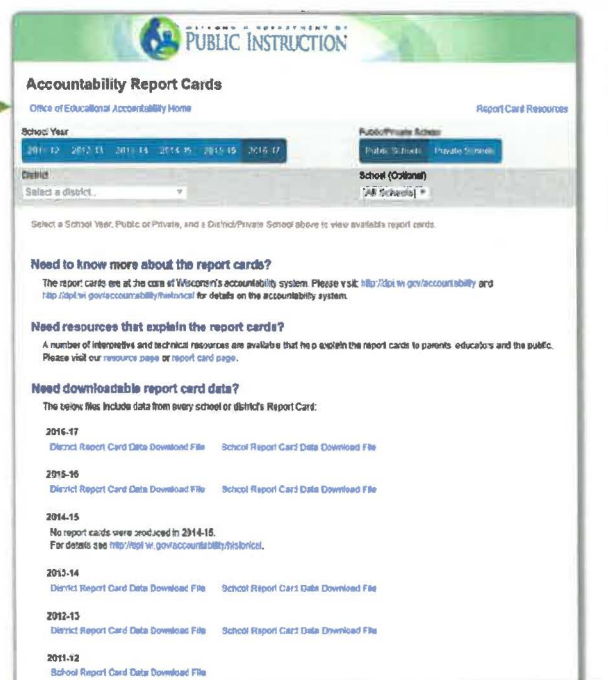 WISCONSIN DEPARTMENT OF
PUBLIC INSTRUCTION
Accountability Report Cards
Office of Educational Accountability Home Report Card Resources
School Year Public/Private School
2011-12 2012-13 2013-14 2014-15 2015-16 2016-17 Public Schools Private Schools
District School (Optional)
Select a district... [All Schools]
Select a School Year, Public or Private, and a District/Private School above to view available report cards.
Need to know more about the report cards?
The report cards are at the core of Wisconsin's accountability system. Please visit http://dpi.wi.gov/accountability and
http://dpi.wi.gov/accountability/historical for details on the accountability system.
Need resources that explain the report cards?
A number of interpretive and technical resources are available that help explain the report cards to parents, educators and the public.
Please visit our resource page or report card page.
Need downloadable report card data?
The below files include data from every school or district's Report Card:
2016-17
District Report Card Data Download File School Report Card Data Download File
2015-16
District Report Card Data Download File School Report Card Data Download File
2014-15
No report cards were produced in 2014-15.
For details see http://dpi.wi.gov/accountability/historical.
2013-14
District Report Card Data Download File School Report Card Data Download File
2012-13
District Report Card Data Download File School Report Card Data Download File
2011-12
School Report Card Data Download File